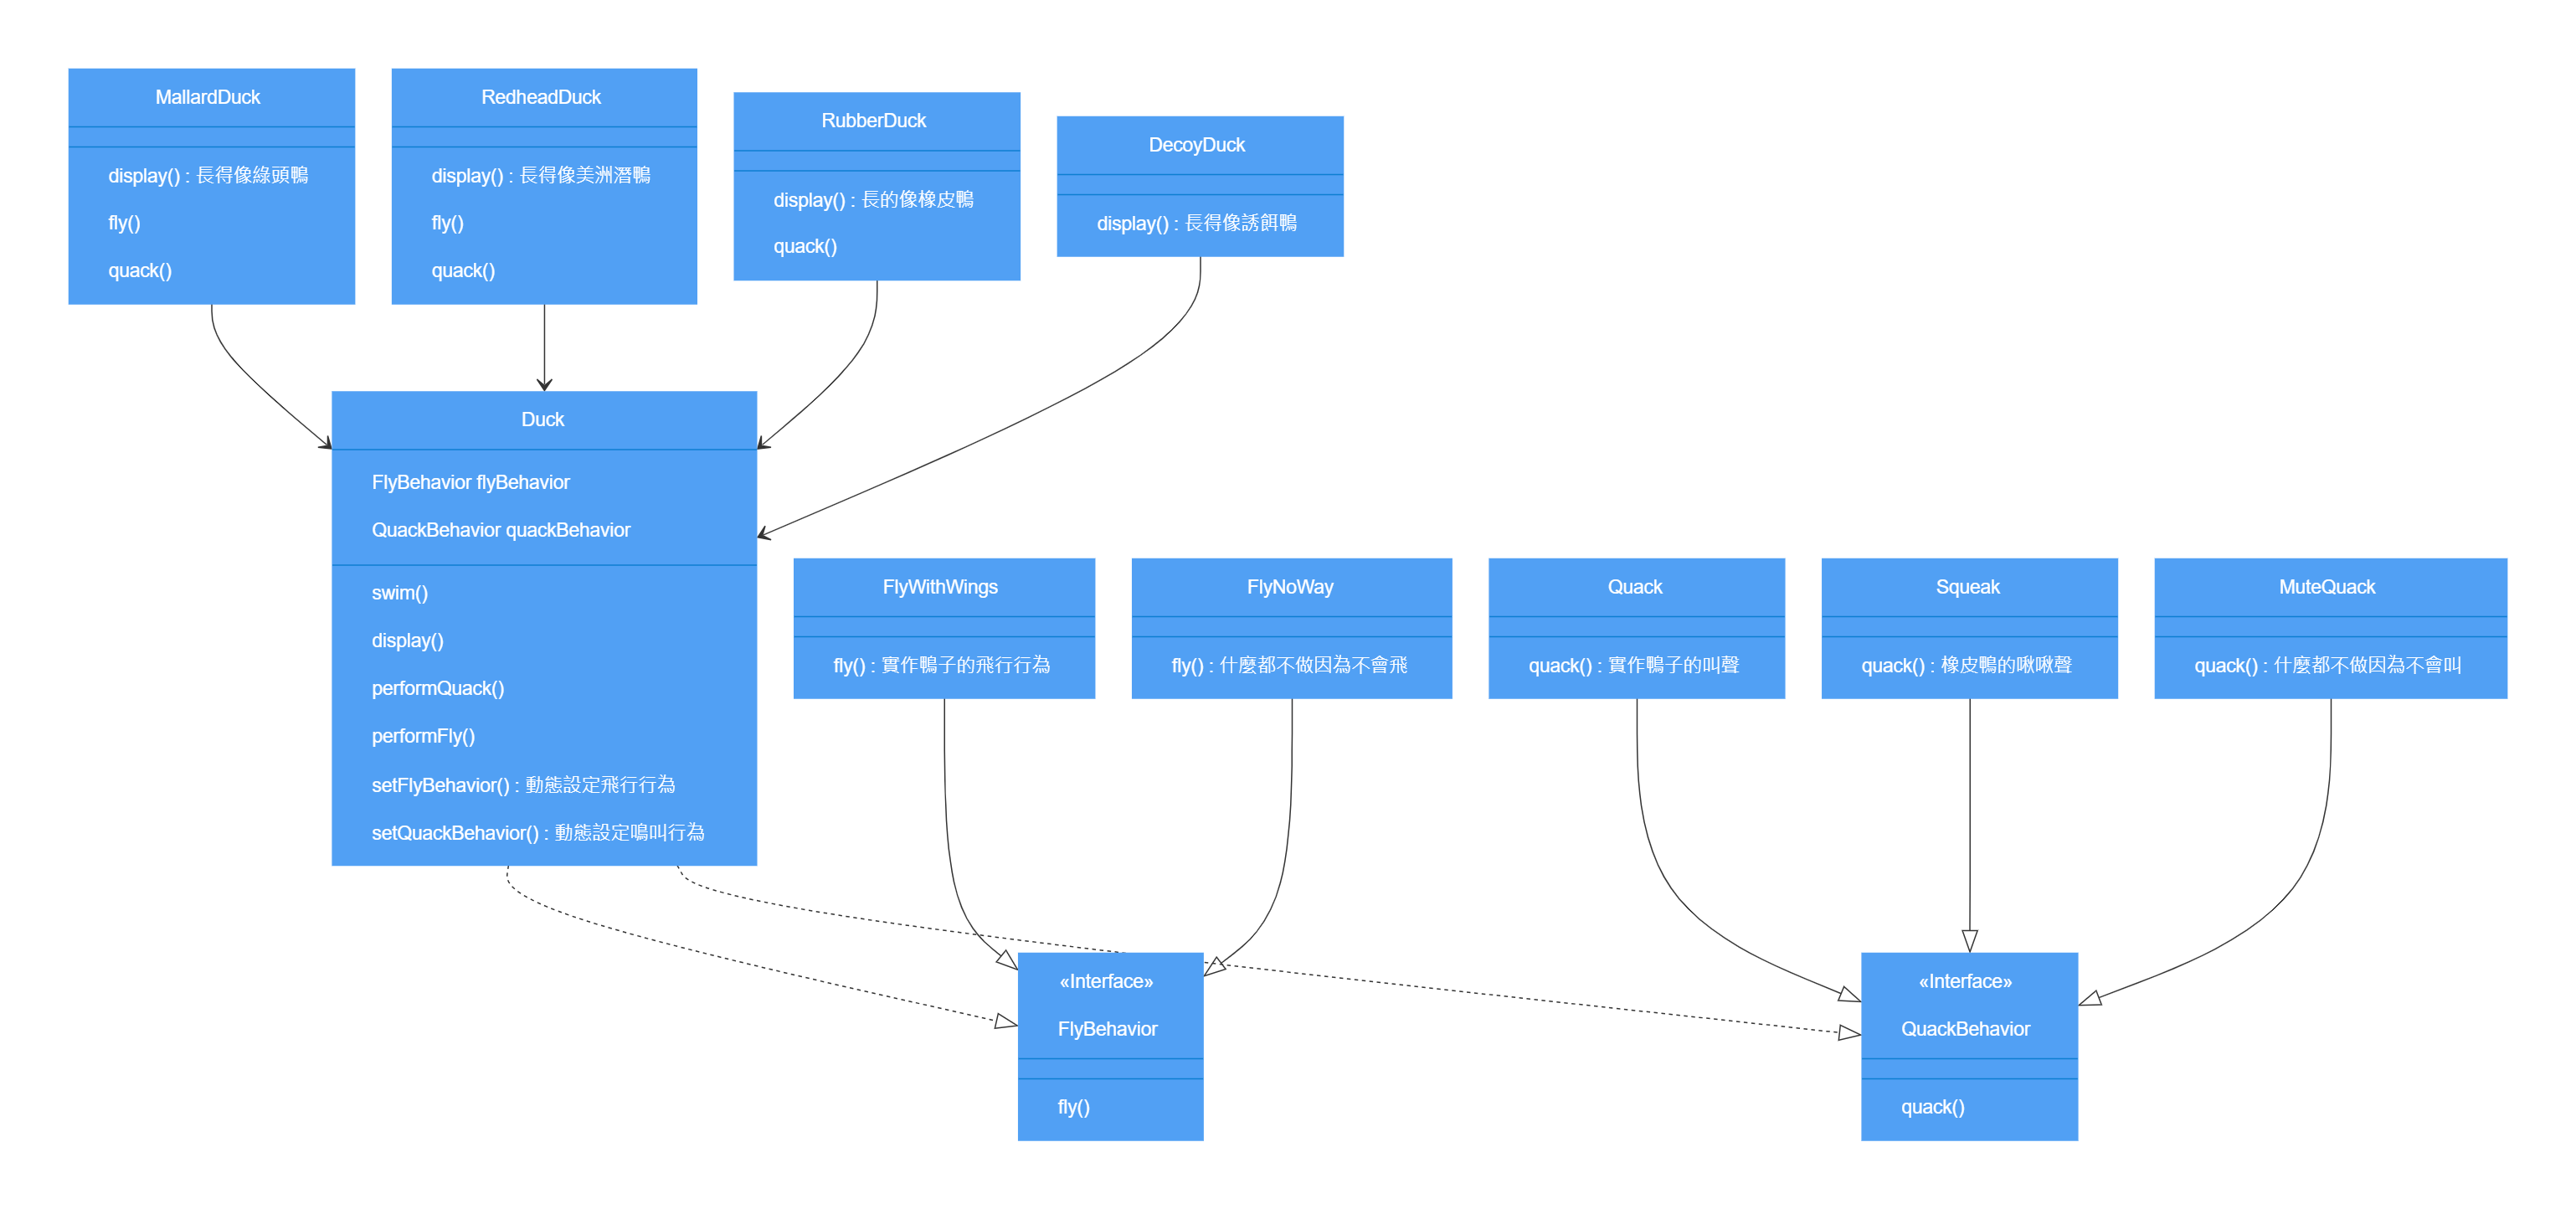 MallardDuck
display() : 長得像綠頭鴨
fly()
quack()
RedheadDuck
display() : 長得像美洲潛鴨
fly()
quack()
RubberDuck
display() : 長的像橡皮鴨
quack()
DecoyDuck
display() : 長得像誘餌鴨
Duck
FlyBehavior flyBehavior
QuackBehavior quackBehavior
swim()
display()
performQuack()
performFly()
setFlyBehavior() : 動態設定飛行行為
setQuackBehavior() : 動態設定鳴叫行為
FlyWithWings
fly() : 實作鴨子的飛行行為
FlyNoWay
fly() : 什麼都不做因為不會飛
Quack
quack() : 實作鴨子的叫聲
Squeak
quack() : 橡皮鴨的啾啾聲
MuteQuack
quack() : 什麼都不做因為不會叫
«Interface»
FlyBehavior
fly()
«Interface»
QuackBehavior
quack()